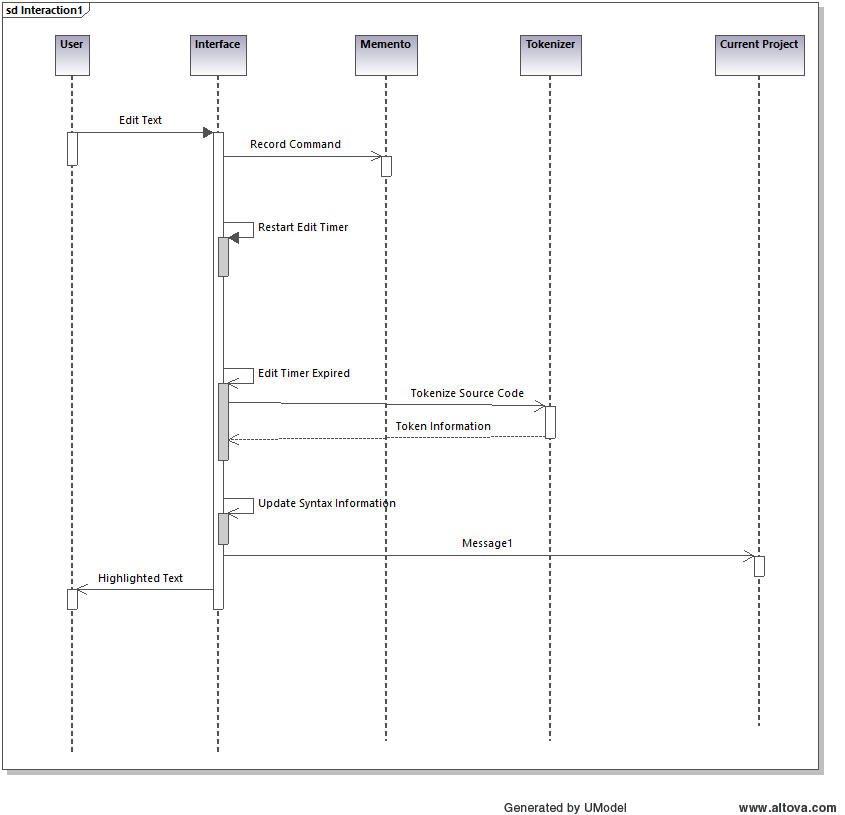 sd Interaction1
User
Interface
Memento
Tokenizer
Current Project
Edit Text
Record Command
Restart Edit Timer
Edit Timer Expired
Tokenize Source Code
Token Information
Update Syntax Information
Message1
Highlighted Text
Generated by UModel
www.altova.com